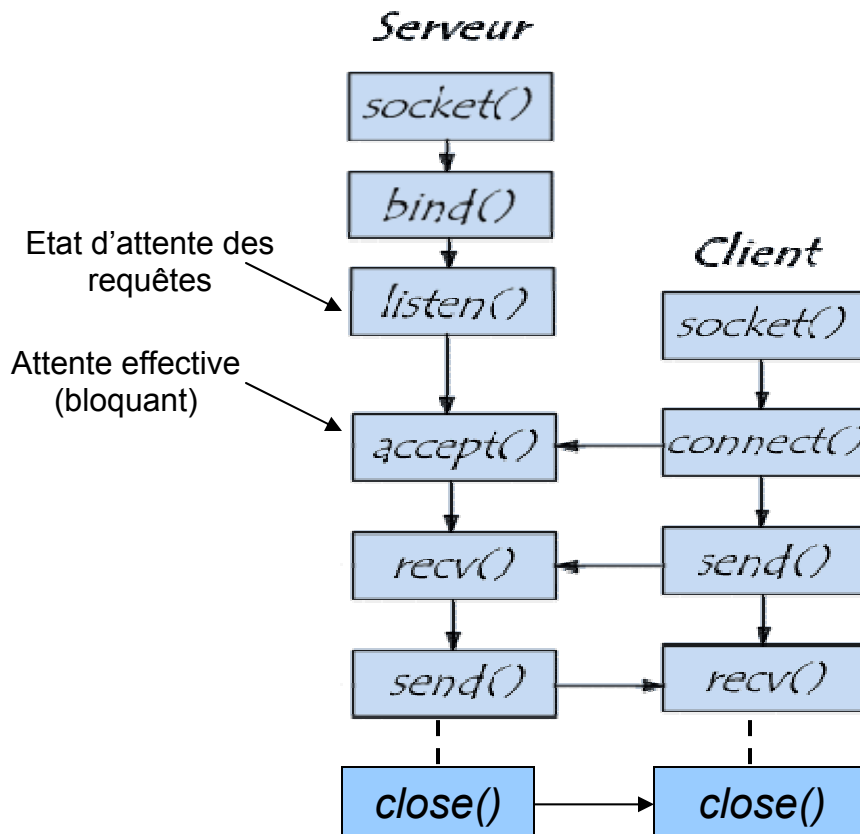 Serveur
socket()
bind()
Etat d'attente des
requêtes
listen()
Attente effective
(bloquant)
accept()
recv()
send()
close()
Client
socket()
connect()
send()
recv()
close()